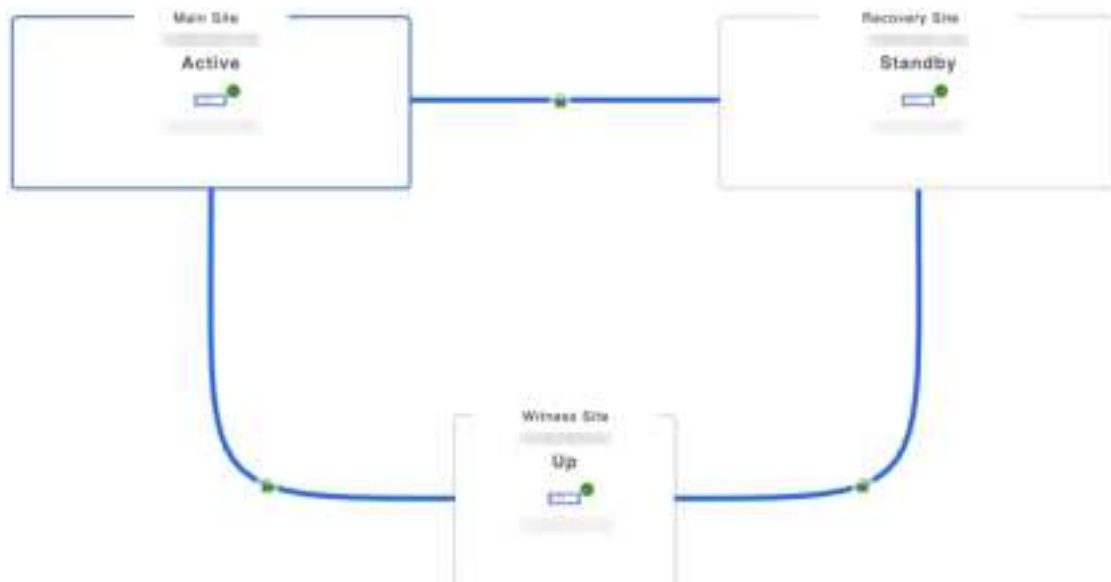 Main Site
Active
Recovery Site
Standby
Witness Site
Up